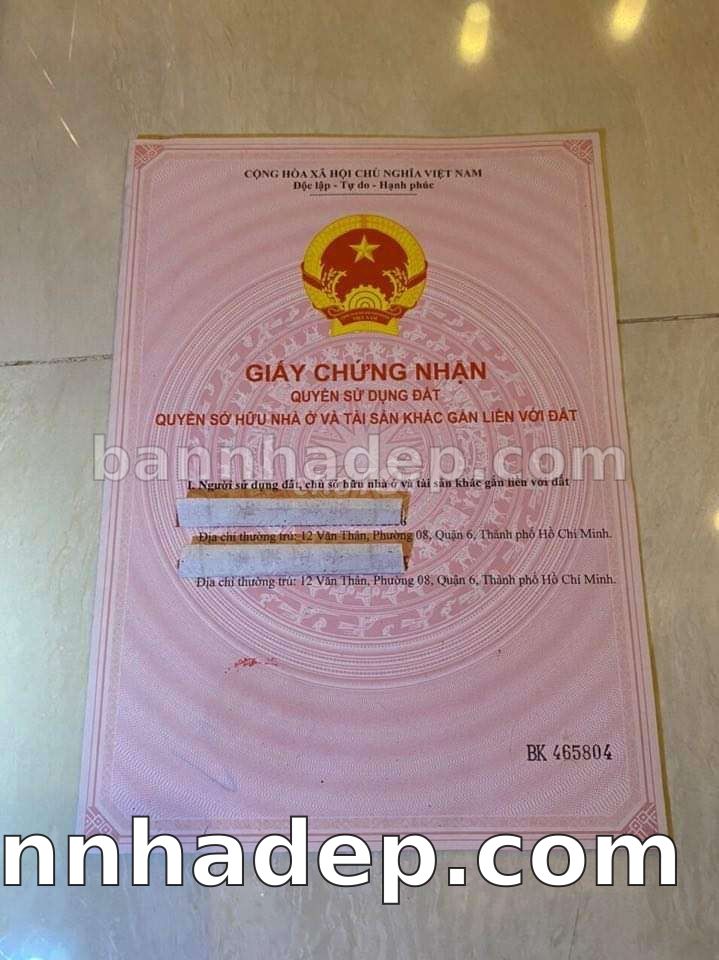 CỘNG HÒA XÃ HỘI CHỦ NGHĨA VIỆT NAM
Độc lập - Tự do - Hạnh phúc
VIỆT NAM
GIẤY CHỨNG NHẬN
QUYỀN SỬ DỤNG ĐẤT
QUYỀN SỞ HỮU NHÀ Ở VÀ TÀI SẢN KHÁC GẮN LIỀN VỚI ĐẤT
bannhadep.com
I. Người sử dụng đất, chủ sở hữu nhà ở và tài sản khác gắn liền với đất
Địa chỉ thường trú: 12 Văn Thân, Phường 08, Quận 6, Thành phố Hồ Chí Minh.
Địa chỉ thường trú: 12 Văn Thân, Phường 08, Quận 6, Thành phố Hồ Chí Minh.
BK 465804
nnhadep.com